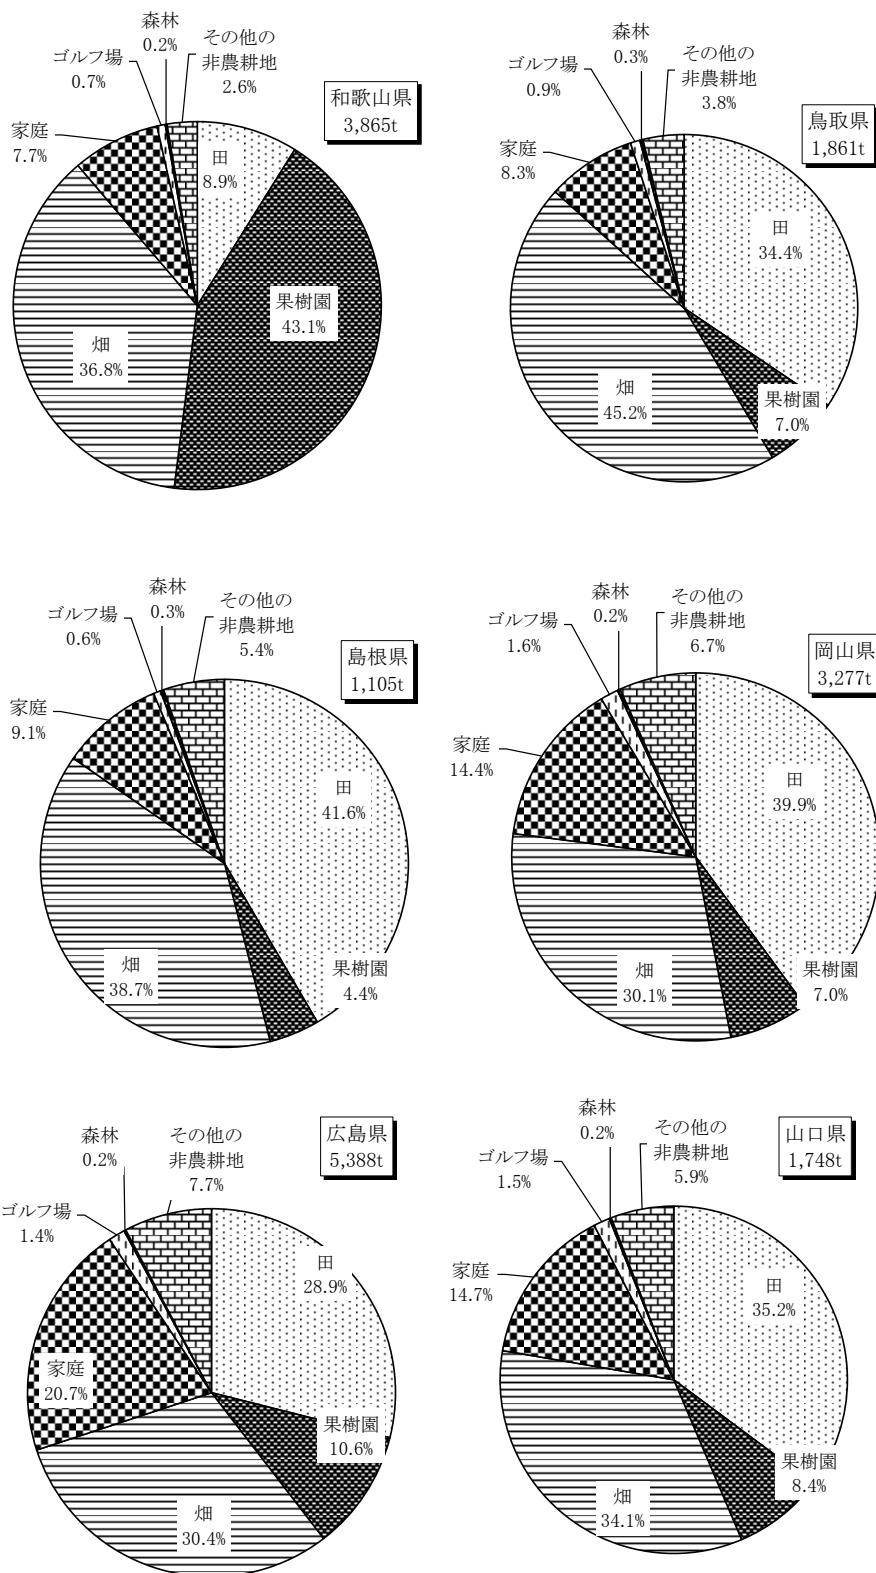 森林
0.2%
その他の
非農耕地
2.6%
ゴルフ場
0.7%
和歌山県
3,865t
家庭
7.7%
田
8.9%
果樹園
43.1%
畑
36.8%
森林
0.3%
その他の
非農耕地
3.8%
ゴルフ場
0.9%
鳥取県
1,861t
家庭
8.3%
田
34.4%
果樹園
7.0%
畑
45.2%
森林
0.3%
その他の
非農耕地
5.4%
ゴルフ場
0.6%
島根県
1,105t
家庭
9.1%
田
41.6%
畑
38.7%
果樹園
4.4%
森林
0.2%
その他の
非農耕地
6.7%
ゴルフ場
1.6%
岡山県
3,277t
家庭
14.4%
田
39.9%
畑
30.1%
果樹園
7.0%
森林
0.2%
その他の
非農耕地
7.7%
広島県
5,388t
ゴルフ場
1.4%
田
28.9%
家庭
20.7%
果樹園
10.6%
畑
30.4%
森林
0.2%
その他の
非農耕地
5.9%
山口県
1,748t
ゴルフ場
1.5%
家庭
14.7%
田
35.2%
果樹園
8.4%
畑
34.1%